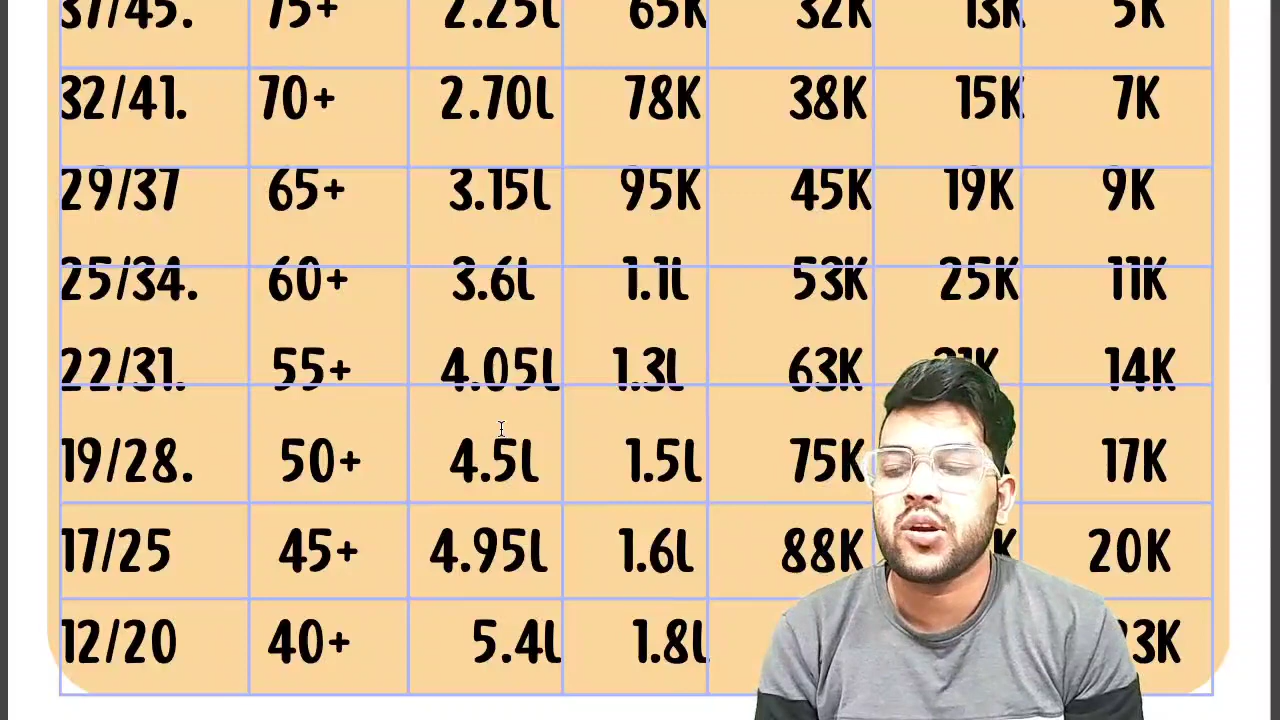 37/45. 75+ 2.25L 65K 32K 13K 5K
32/41. 70+ 2.70L 78K 38K 15K 7K
29/37 65+ 3.15L 95K 45K 19K 9K
25/34. 60+ 3.6L 1.1L 53K 25K 11K
22/31. 55+ 4.05L 1.3L 63K 31K 14K
19/28. 50+ 4.5L 1.5L 75K 17K
17/25 45+ 4.95L 1.6L 88K 20K
12/20 40+ 5.4L 1.8L